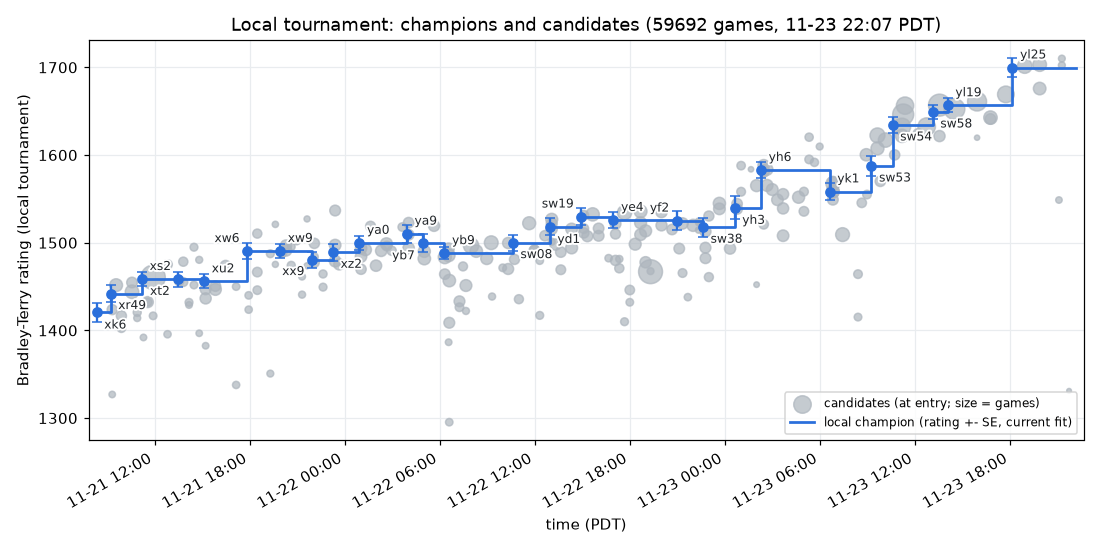 Local tournament: champions and candidates (59692 games, 11-23 22:07 PDT)
Bradley-Terry rating (local tournament)
1700
1600
1500
1400
1300
yl25
yl19
sw58
sw54
yh6
yk1
sw53
sw19
ye4
yf2
yh3
sw38
yd1
sw08
ya9
ya0
yb9
yb7
xw6
xw9
xz2
xx9
xs2
xu2
xt2
xr49
xk6
candidates (at entry; size = games)
local champion (rating +- SE, current fit)
11-21 12:00
11-21 18:00
11-22 00:00
11-22 06:00
11-22 12:00
11-22 18:00
11-23 00:00
11-23 06:00
11-23 12:00
11-23 18:00
time (PDT)